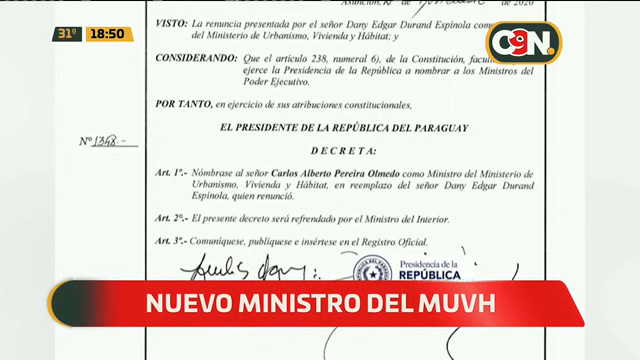 31º 18:50
C9N.
Asunción, de de 2020
VISTO: La renuncia presentada por el señor Dany Edgar Durand Espínola com
del Ministerio de Urbanismo, Vivienda y Hábitat; y
CONSIDERANDO: Que el artículo 238, numeral 6), de la Constitución, facu
ejerce la Presidencia de la República a nombrar a los Ministros del
Poder Ejecutivo.
POR TANTO, en ejercicio de sus atribuciones constitucionales,
EL PRESIDENTE DE LA REPÚBLICA DEL PARAGUAY
Nº 1348.-
D E C R E T A:
Art. 1º.- Nómbrase al señor Carlos Alberto Pereira Olmedo como Ministro del Ministerio de
Urbanismo, Vivienda y Hábitat, en reemplazo del señor Dany Edgar Durand
Espínola, quien renunció.
Art. 2º.- El presente decreto será refrendado por el Ministro del Interior.
Art. 3º.- Comuníquese, publíquese e insértese en el Registro Oficial.
Presidencia de la
REPÚBLICA
NUEVO MINISTRO DEL MUVH